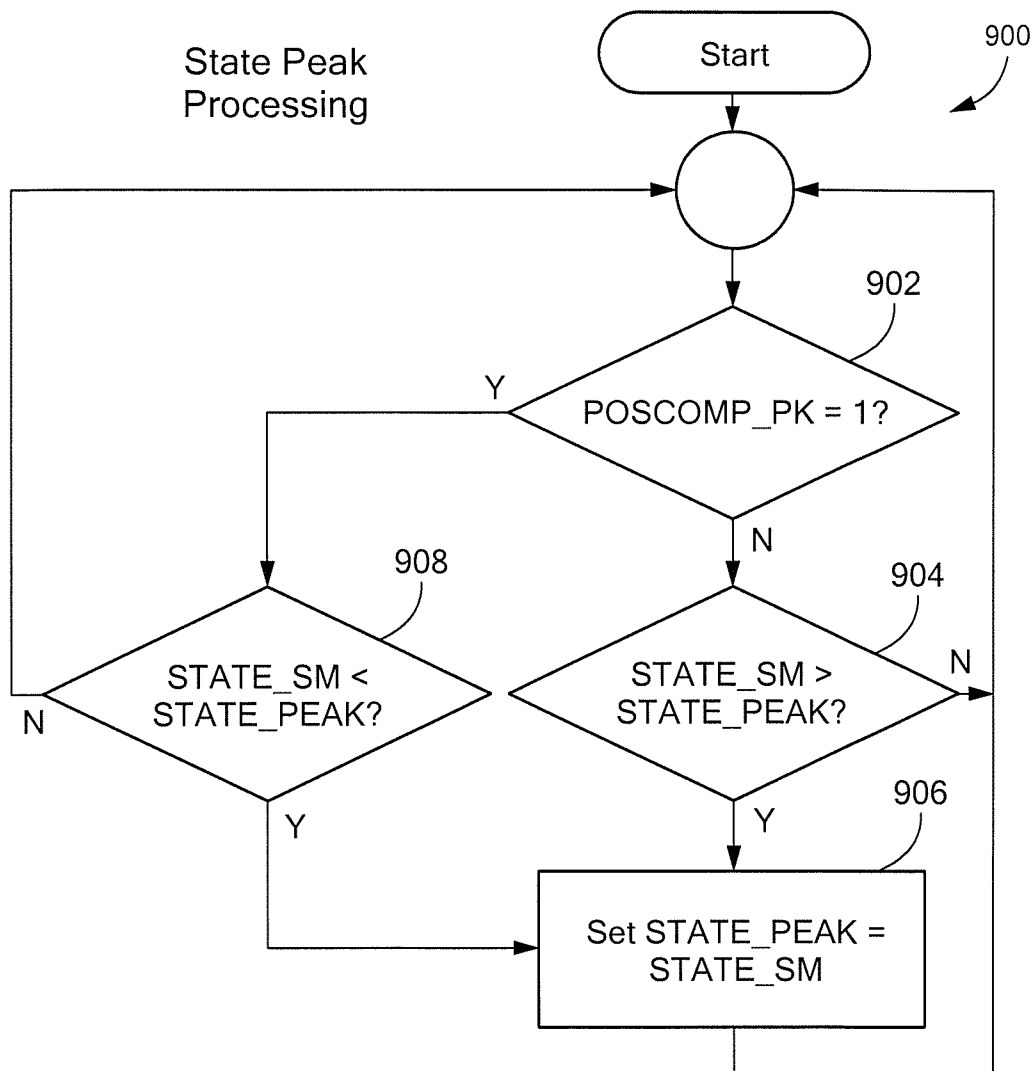 State Peak
Processing
Start
900
902
Y
POSCOMP_PK = 1?
N
908
904
STATE_SM <
STATE_PEAK?
N
Y
STATE_SM >
STATE_PEAK?
N
Y
906
Set STATE_PEAK =
STATE_SM